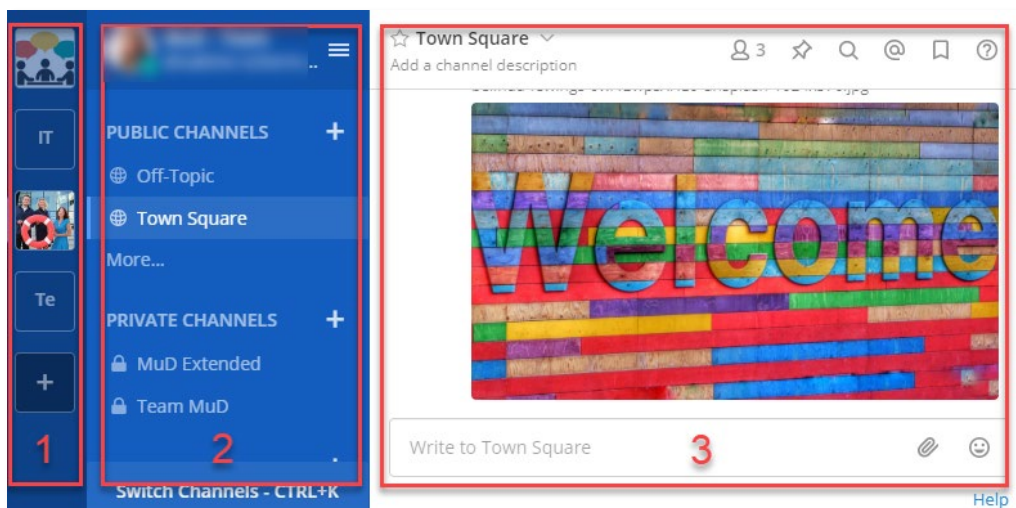 IT
Te
+
1
PUBLIC CHANNELS +
Off-Topic
Town Square
More...
PRIVATE CHANNELS +
MuD Extended
Team MuD
2
Switch Channels - CTRL+K
Town Square
3
Add a channel description
Welcome
Write to Town Square
3
Help